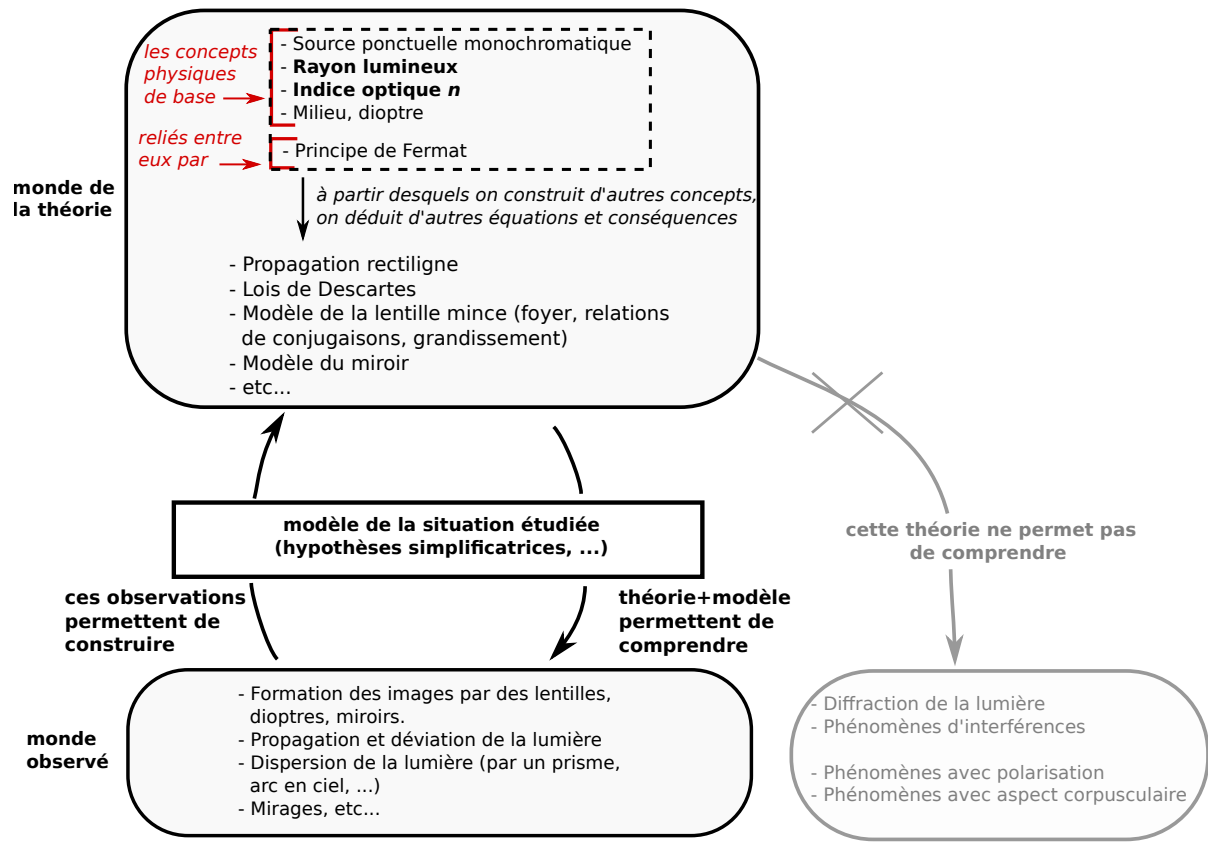 les concepts
physiques
de base
- Source ponctuelle monochromatique
- Rayon lumineux
- Indice optique n
- Milieu, dioptre
reliés entre
eux par
- Principe de Fermat
monde de
la théorie
à partir desquels on construit d'autres concepts,
on déduit d'autres équations et conséquences
- Propagation rectiligne
- Lois de Descartes
- Modèle de la lentille mince (foyer, relations
de conjugaisons, grandissement)
- Modèle du miroir
- etc...
modèle de la situation étudiée
(hypothèses simplificatrices, ...)
cette théorie ne permet pas
de comprendre
ces observations
permettent de
construire
théorie+modèle
permettent de
comprendre
monde
observé
- Formation des images par des lentilles,
dioptres, miroirs.
- Propagation et déviation de la lumière
- Dispersion de la lumière (par un prisme,
arc en ciel, ...)
- Mirages, etc...
- Diffraction de la lumière
- Phénomènes d'interférences
- Phénomènes avec polarisation
- Phénomènes avec aspect corpusculaire